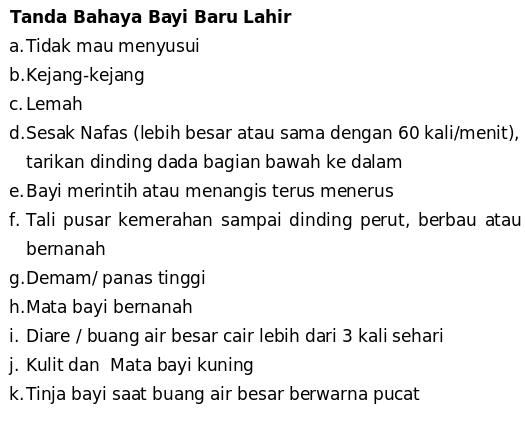 Tanda Bahaya Bayi Baru Lahir
a. Tidak mau menyusui
b. Kejang-kejang
c. Lemah
d. Sesak Nafas (lebih besar atau sama dengan 60 kali/menit),
tarikan dinding dada bagian bawah ke dalam
e. Bayi merintih atau menangis terus menerus
f. Tali pusar kemerahan sampai dinding perut, berbau atau
bernanah
g. Demam/ panas tinggi
h. Mata bayi bernanah
i. Diare / buang air besar cair lebih dari 3 kali sehari
j. Kulit dan  Mata bayi kuning
k. Tinja bayi saat buang air besar berwarna pucat